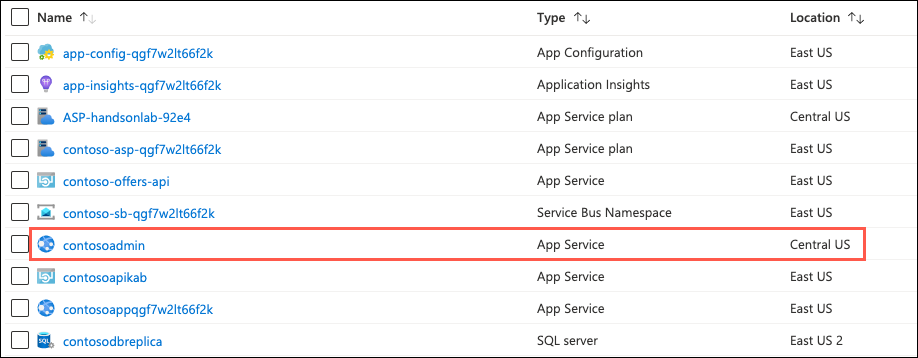 Name Type Location
app-config-qgf7w2lt66f2k App Configuration East US
app-insights-qgf7w2lt66f2k Application Insights East US
ASP-handsonlab-92e4 App Service plan Central US
contoso-asp-qgf7w2lt66f2k App Service plan East US
contoso-offers-api App Service East US
contoso-sb-qgf7w2lt66f2k Service Bus Namespace East US
contosoadmin App Service Central US
contosoapikab App Service East US
contosoappqgf7w2lt66f2k App Service East US
contosodbreplica SQL server East US 2